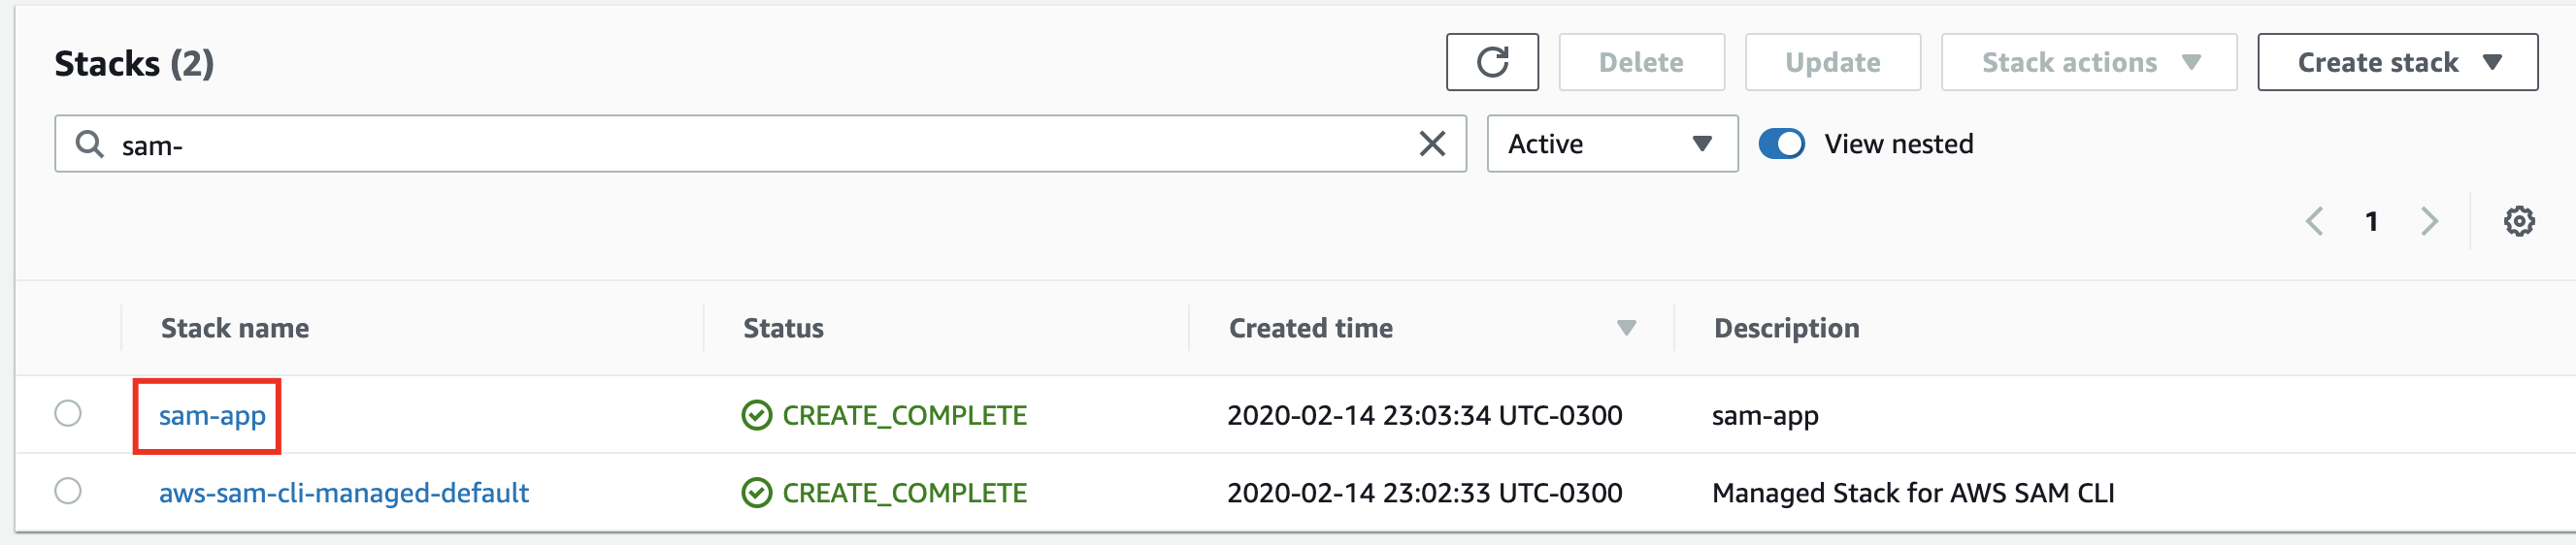 Stacks (2)
Delete
Update
Stack actions
Create stack
sam-
Active
View nested
1
Stack name Status Created time Description
sam-app CREATE_COMPLETE 2020-02-14 23:03:34 UTC-0300 sam-app
aws-sam-cli-managed-default CREATE_COMPLETE 2020-02-14 23:02:33 UTC-0300 Managed Stack for AWS SAM CLI